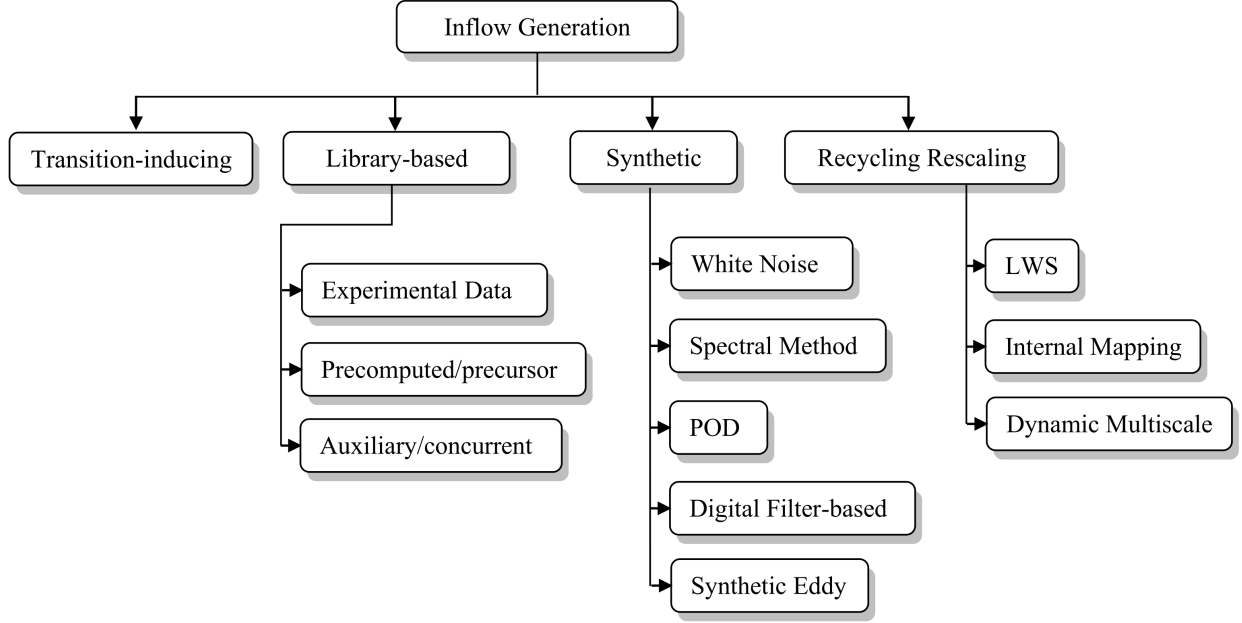 Inflow Generation
Transition-inducing
Library-based
Synthetic
Recycling Rescaling
Experimental Data
Precomputed/precursor
Auxiliary/concurrent
White Noise
Spectral Method
POD
Digital Filter-based
Synthetic Eddy
LWS
Internal Mapping
Dynamic Multiscale